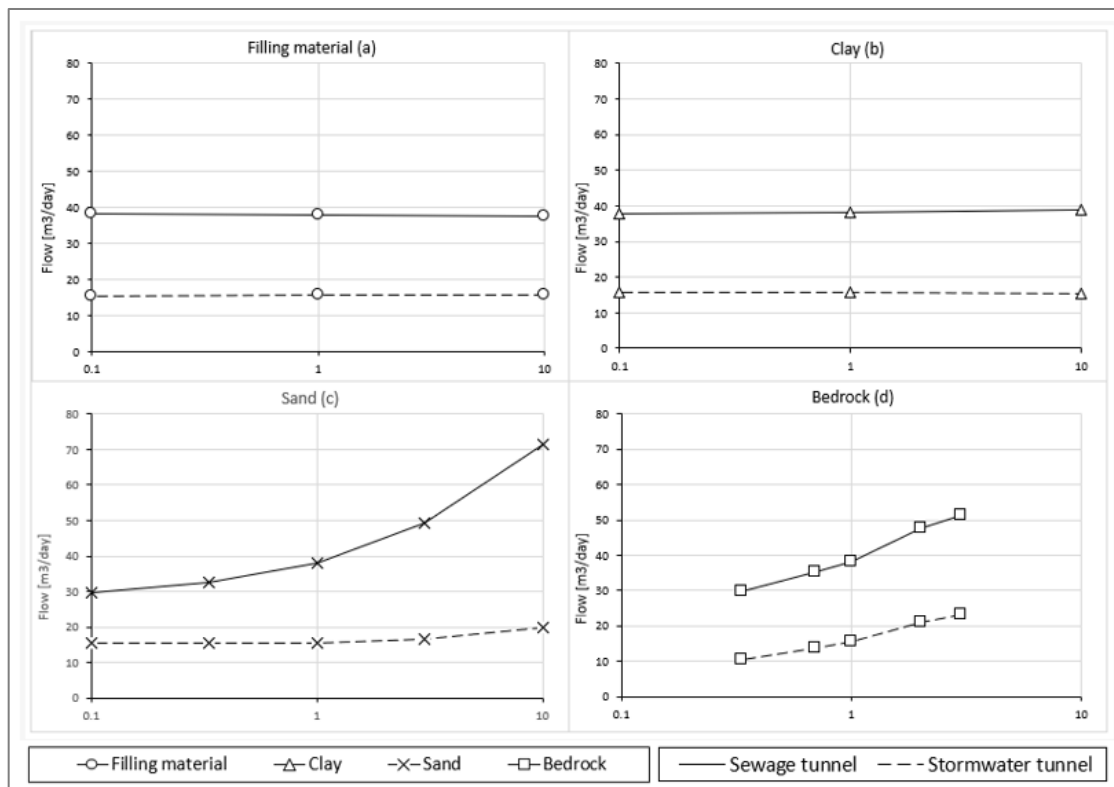 Filling material (a)
80
70
60
50
40
30
20
10
0
Flow [m3/day]
0.1 1 10
Clay (b)
80
70
60
50
40
30
20
10
0
Flow [m3/day]
0.1 1 10
Sand (c)
80
70
60
50
40
30
20
10
0
Flow [m3/day]
0.1 1 10
Bedrock (d)
80
70
60
50
40
30
20
10
0
Flow [m3/day]
0.1 1 10
Filling material Clay Sand Bedrock
Sewage tunnel Stormwater tunnel